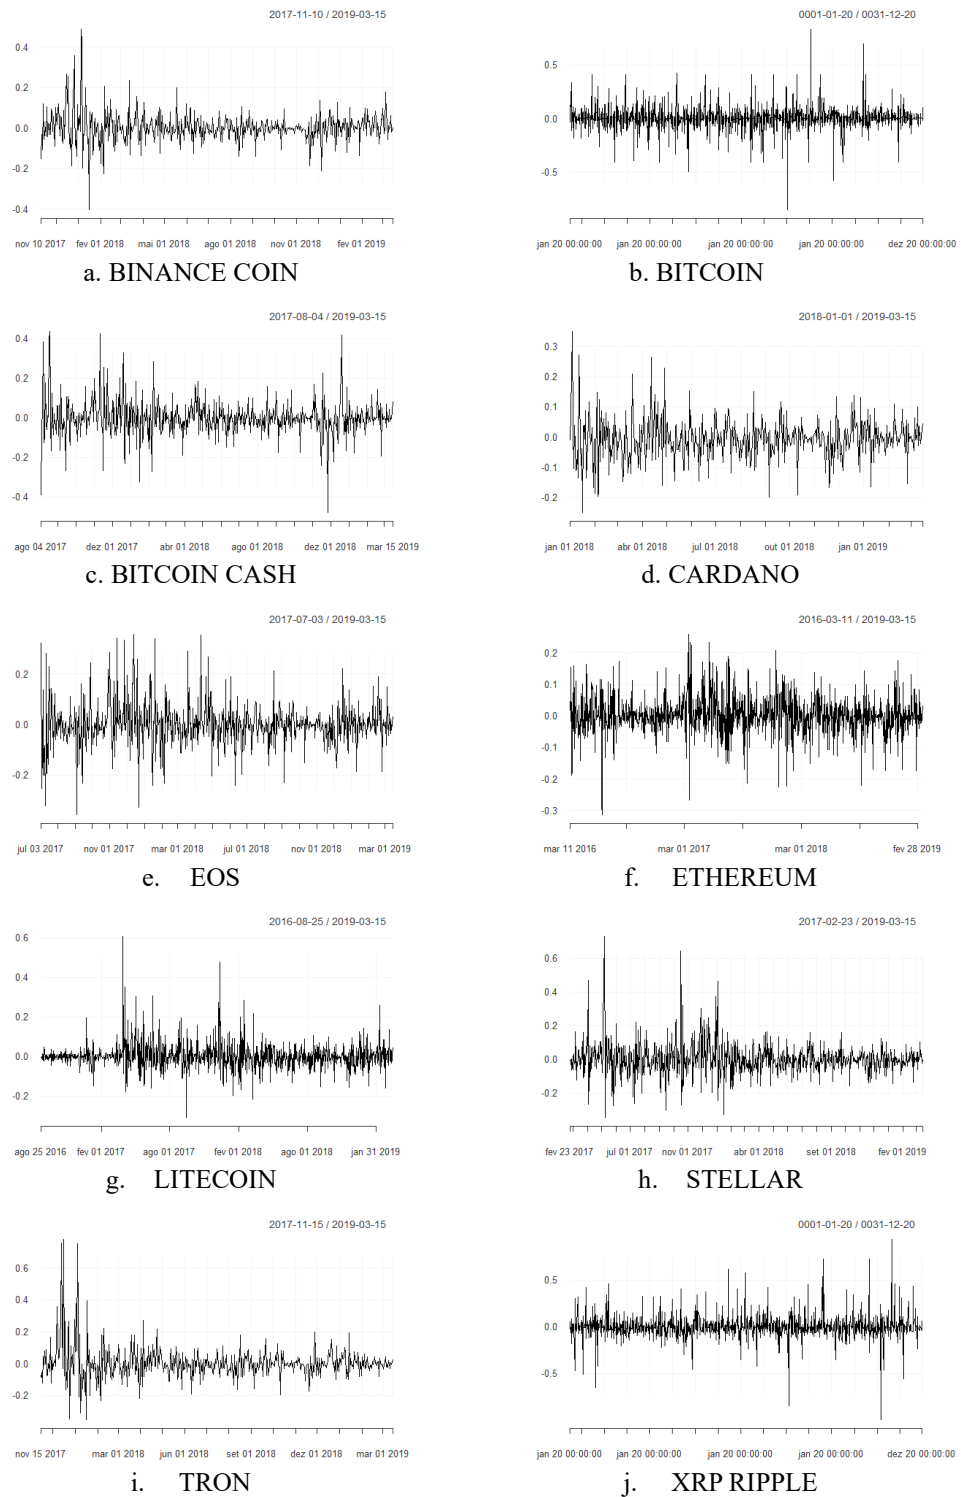 2017-11-10 / 2019-03-15
0.4
0.2
0.0
-0.2
-0.4
nov 10 2017 fev 01 2018 mai 01 2018 ago 01 2018 nov 01 2018 fev 01 2019
a. BINANCE COIN
0001-01-20 / 0031-12-20
0.5
0.0
-0.5
jan 20 00:00:00 jan 20 00:00:00 jan 20 00:00:00 jan 20 00:00:00 dez 20 00:00:00
b. BITCOIN
2017-08-04 / 2019-03-15
0.4
0.2
0.0
-0.2
-0.4
ago 04 2017 dez 01 2017 abr 01 2018 ago 01 2018 dez 01 2018 mar 15 2019
c. BITCOIN CASH
2018-01-01 / 2019-03-15
0.3
0.2
0.1
0.0
-0.1
-0.2
jan 01 2018 abr 01 2018 jul 01 2018 out 01 2018 jan 01 2019
d. CARDANO
2017-07-03 / 2019-03-15
0.2
0.0
-0.2
jul 03 2017 nov 01 2017 mar 01 2018 jul 01 2018 nov 01 2018 mar 01 2019
e. EOS
2016-03-11 / 2019-03-15
0.2
0.1
0.0
-0.1
-0.2
-0.3
mar 11 2016 mar 01 2017 mar 01 2018 fev 28 2019
f. ETHEREUM
2016-08-25 / 2019-03-15
0.6
0.4
0.2
0.0
-0.2
ago 25 2016 fev 01 2017 ago 01 2017 fev 01 2018 ago 01 2018 jan 31 2019
g. LITECOIN
2017-02-23 / 2019-03-15
0.6
0.4
0.2
0.0
-0.2
fev 23 2017 jul 01 2017 nov 01 2017 abr 01 2018 set 01 2018 fev 01 2019
h. STELLAR
2017-11-15 / 2019-03-15
0.6
0.4
0.2
0.0
-0.2
nov 15 2017 mar 01 2018 jun 01 2018 set 01 2018 dez 01 2018 mar 01 2019
i. TRON
0001-01-20 / 0031-12-20
0.5
0.0
-0.5
jan 20 00:00:00 jan 20 00:00:00 jan 20 00:00:00 jan 20 00:00:00 dez 20 00:00:00
j. XRP RIPPLE